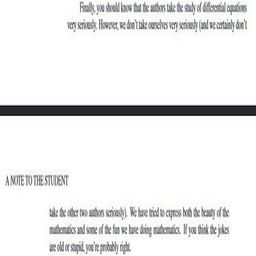 Finally, you should know that the authors take the study of differential equations
very seriously. However, we don't take ourselves very seriously (and we certainly don't
A NOTE TO THE STUDENT
take the other two authors seriously). We have tried to express both the beauty of the
mathematics and some of the fun we have doing mathematics. If you think the jokes
are old or stupid, you're probably right.